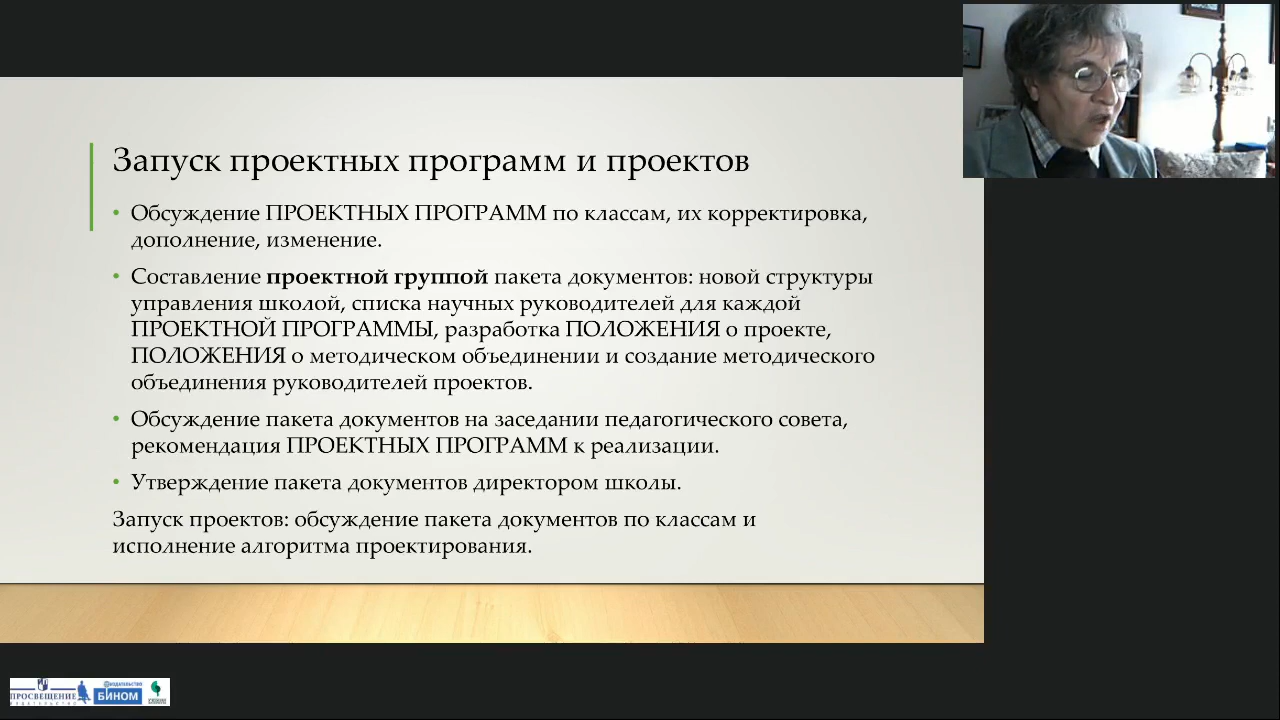 Запуск проектных программ и проектов
• Обсуждение ПРОЕКТНЫХ ПРОГРАММ по классам, их корректировка,
дополнение, изменение.
• Составление проектной группой пакета документов: новой структуры
управления школой, списка научных руководителей для каждой
ПРОЕКТНОЙ ПРОГРАММЫ, разработка ПОЛОЖЕНИЯ о проекте,
ПОЛОЖЕНИЯ о методическом объединении и создание методического
объединения руководителей проектов.
• Обсуждение пакета документов на заседании педагогического совета,
рекомендация ПРОЕКТНЫХ ПРОГРАММ к реализации.
• Утверждение пакета документов директором школы.
Запуск проектов: обсуждение пакета документов по классам и
исполнение алгоритма проектирования.
ПРОСВЕЩЕНИЕ
ИЗДАТЕЛЬСТВО
ИЗДАТЕЛЬСТВО
БИНОМ